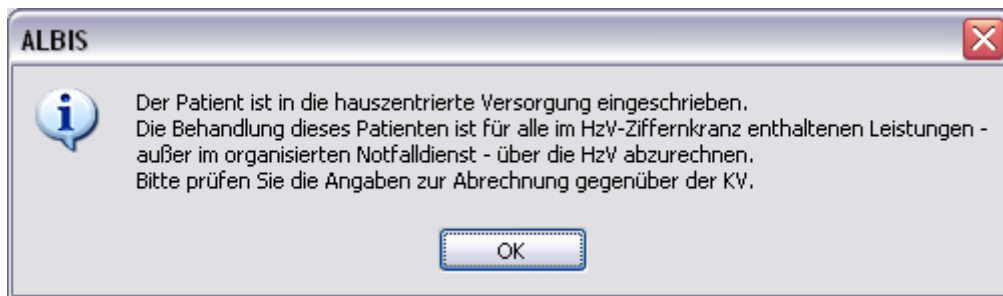 ALBIS
Der Patient ist in die hauszentrierte Versorgung eingeschrieben.
Die Behandlung dieses Patienten ist für alle im HzV-Ziffernkranz enthaltenen Leistungen -
außer im organisierten Notfalldienst - über die HzV abzurechnen.
Bitte prüfen Sie die Angaben zur Abrechnung gegenüber der KV.
OK